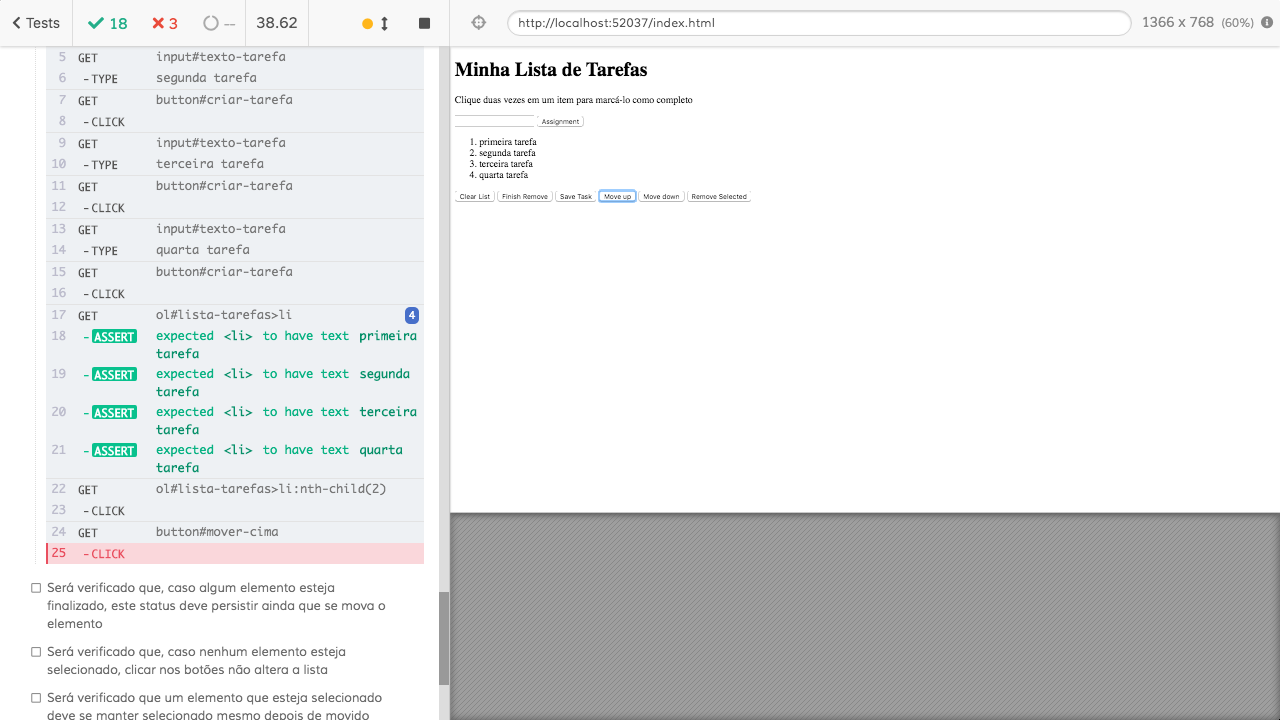 Tests 18 3 -- 38.62
http://localhost:52037/index.html 1366 x 768 (60%)
5 GET input#texto-tarefa
6 -TYPE segunda tarefa
7 GET button#criar-tarefa
8 -CLICK
9 GET input#texto-tarefa
10 -TYPE terceira tarefa
11 GET button#criar-tarefa
12 -CLICK
13 GET input#texto-tarefa
14 -TYPE quarta tarefa
15 GET button#criar-tarefa
16 -CLICK
17 GET ol#lista-tarefas>li 4
18 -ASSERT expected <li> to have text primeira
tarefa
19 -ASSERT expected <li> to have text segunda
tarefa
20 -ASSERT expected <li> to have text terceira
tarefa
21 -ASSERT expected <li> to have text quarta
tarefa
22 GET ol#lista-tarefas>li:nth-child(2)
23 -CLICK
24 GET button#mover-cima
25 -CLICK
Será verificado que, caso algum elemento esteja
finalizado, este status deve persistir ainda que se mova o
elemento
Será verificado que, caso nenhum elemento esteja
selecionado, clicar nos botões não altera a lista
Será verificado que um elemento que esteja selecionado
deve se manter selecionado mesmo depois de movido
Minha Lista de Tarefas
Clique duas vezes em um item para marcá-lo como completo
Assignment
1. primeira tarefa
2. segunda tarefa
3. terceira tarefa
4. quarta tarefa
Clear List Finish Remove Save Task Move up Move down Remove Selected